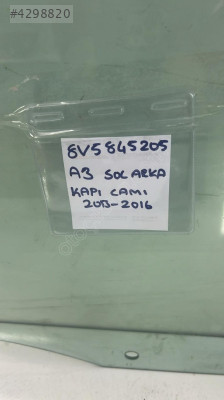 #4298820
8V5845205
A3 SOL ARKA
KAPI CAMI
2013-2016